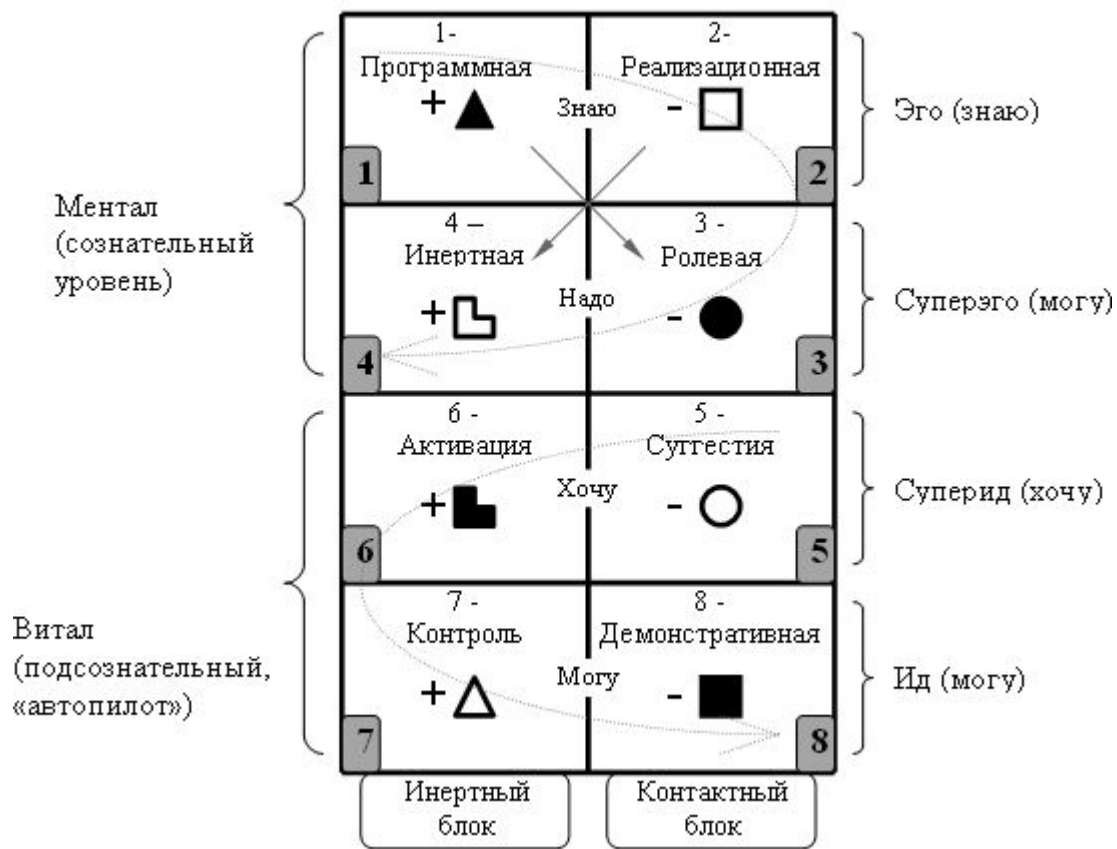 1-
Программная
+
1
2-
Реализационная
-
2
Знаю
Эго (знаю)
Ментал
(сознательный
уровень)
4 –
Инертная
+
4
3 -
Ролевая
-
3
Надо
Суперэго (могу)
6 -
Активация
+
6
5 -
Суггестия
-
5
Хочу
Суперид (хочу)
Витал
(подсознательный,
«автопилот»)
7 -
Контроль
+
7
8 -
Демонстративная
-
8
Могу
Ид (могу)
Инертный
блок
Контактный
блок